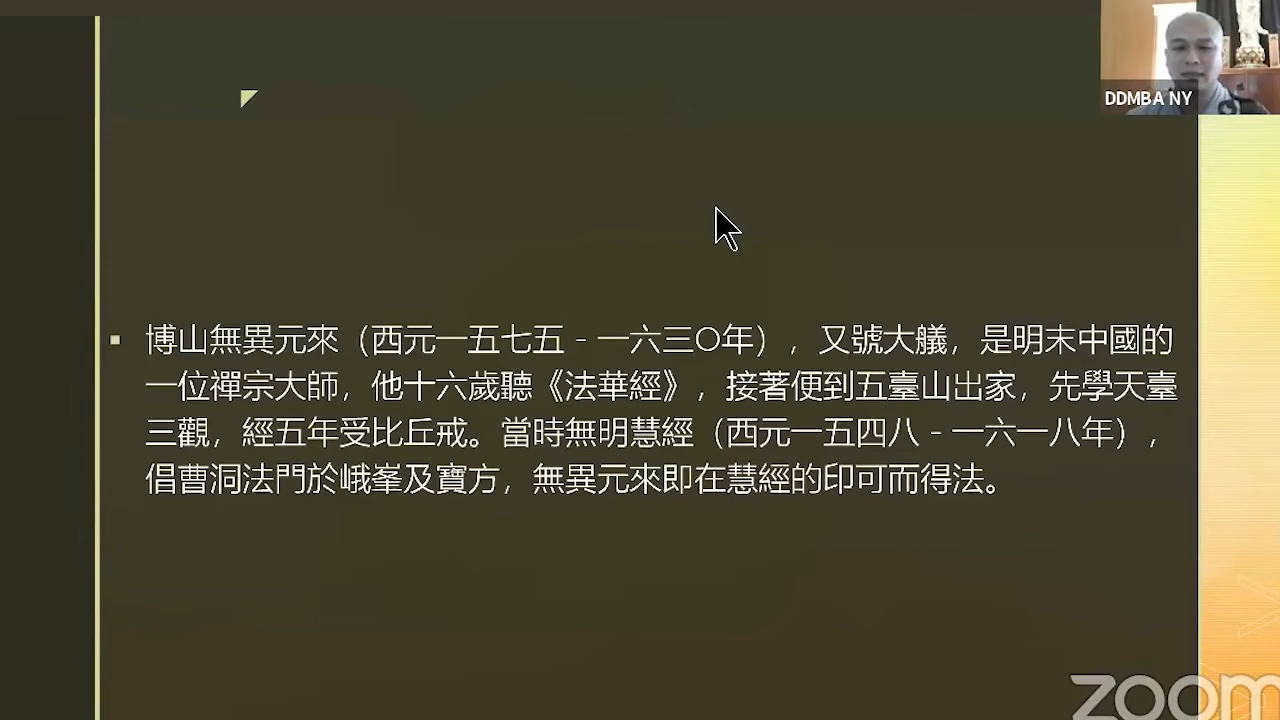 DDMBA NY
博山無異元來（西元一五七五－一六三〇年），又號大艤，是明末中國的
一位禪宗大師，他十六歲聽《法華經》，接著便到五臺山出家，先學天臺
三觀，經五年受比丘戒。當時無明慧經（西元一五四八－一六一八年），
倡曹洞法門於峨峯及寶方，無異元來即在慧經的印可而得法。
zoom